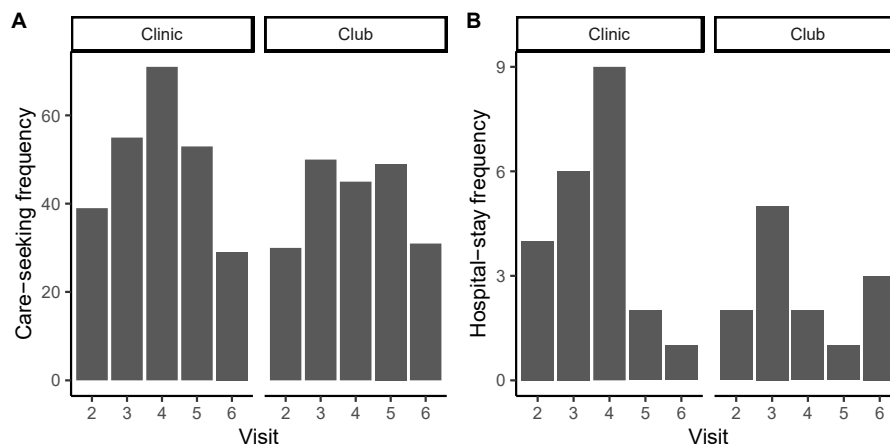 A
Clinic
Club
Care-seeking frequency
60
40
20
0
2 3 4 5 6
2 3 4 5 6
Visit
B
Clinic
Club
Hospital-stay frequency
9
6
3
0
2 3 4 5 6
2 3 4 5 6
Visit